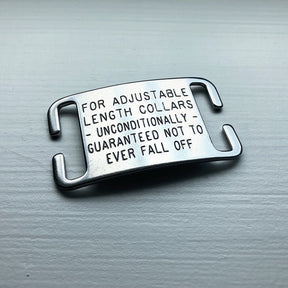 FOR ADJUSTABLE
LENGTH COLLARS
- UNCONDITIONALLY -
GUARANTEED NOT TO
EVER FALL OFF